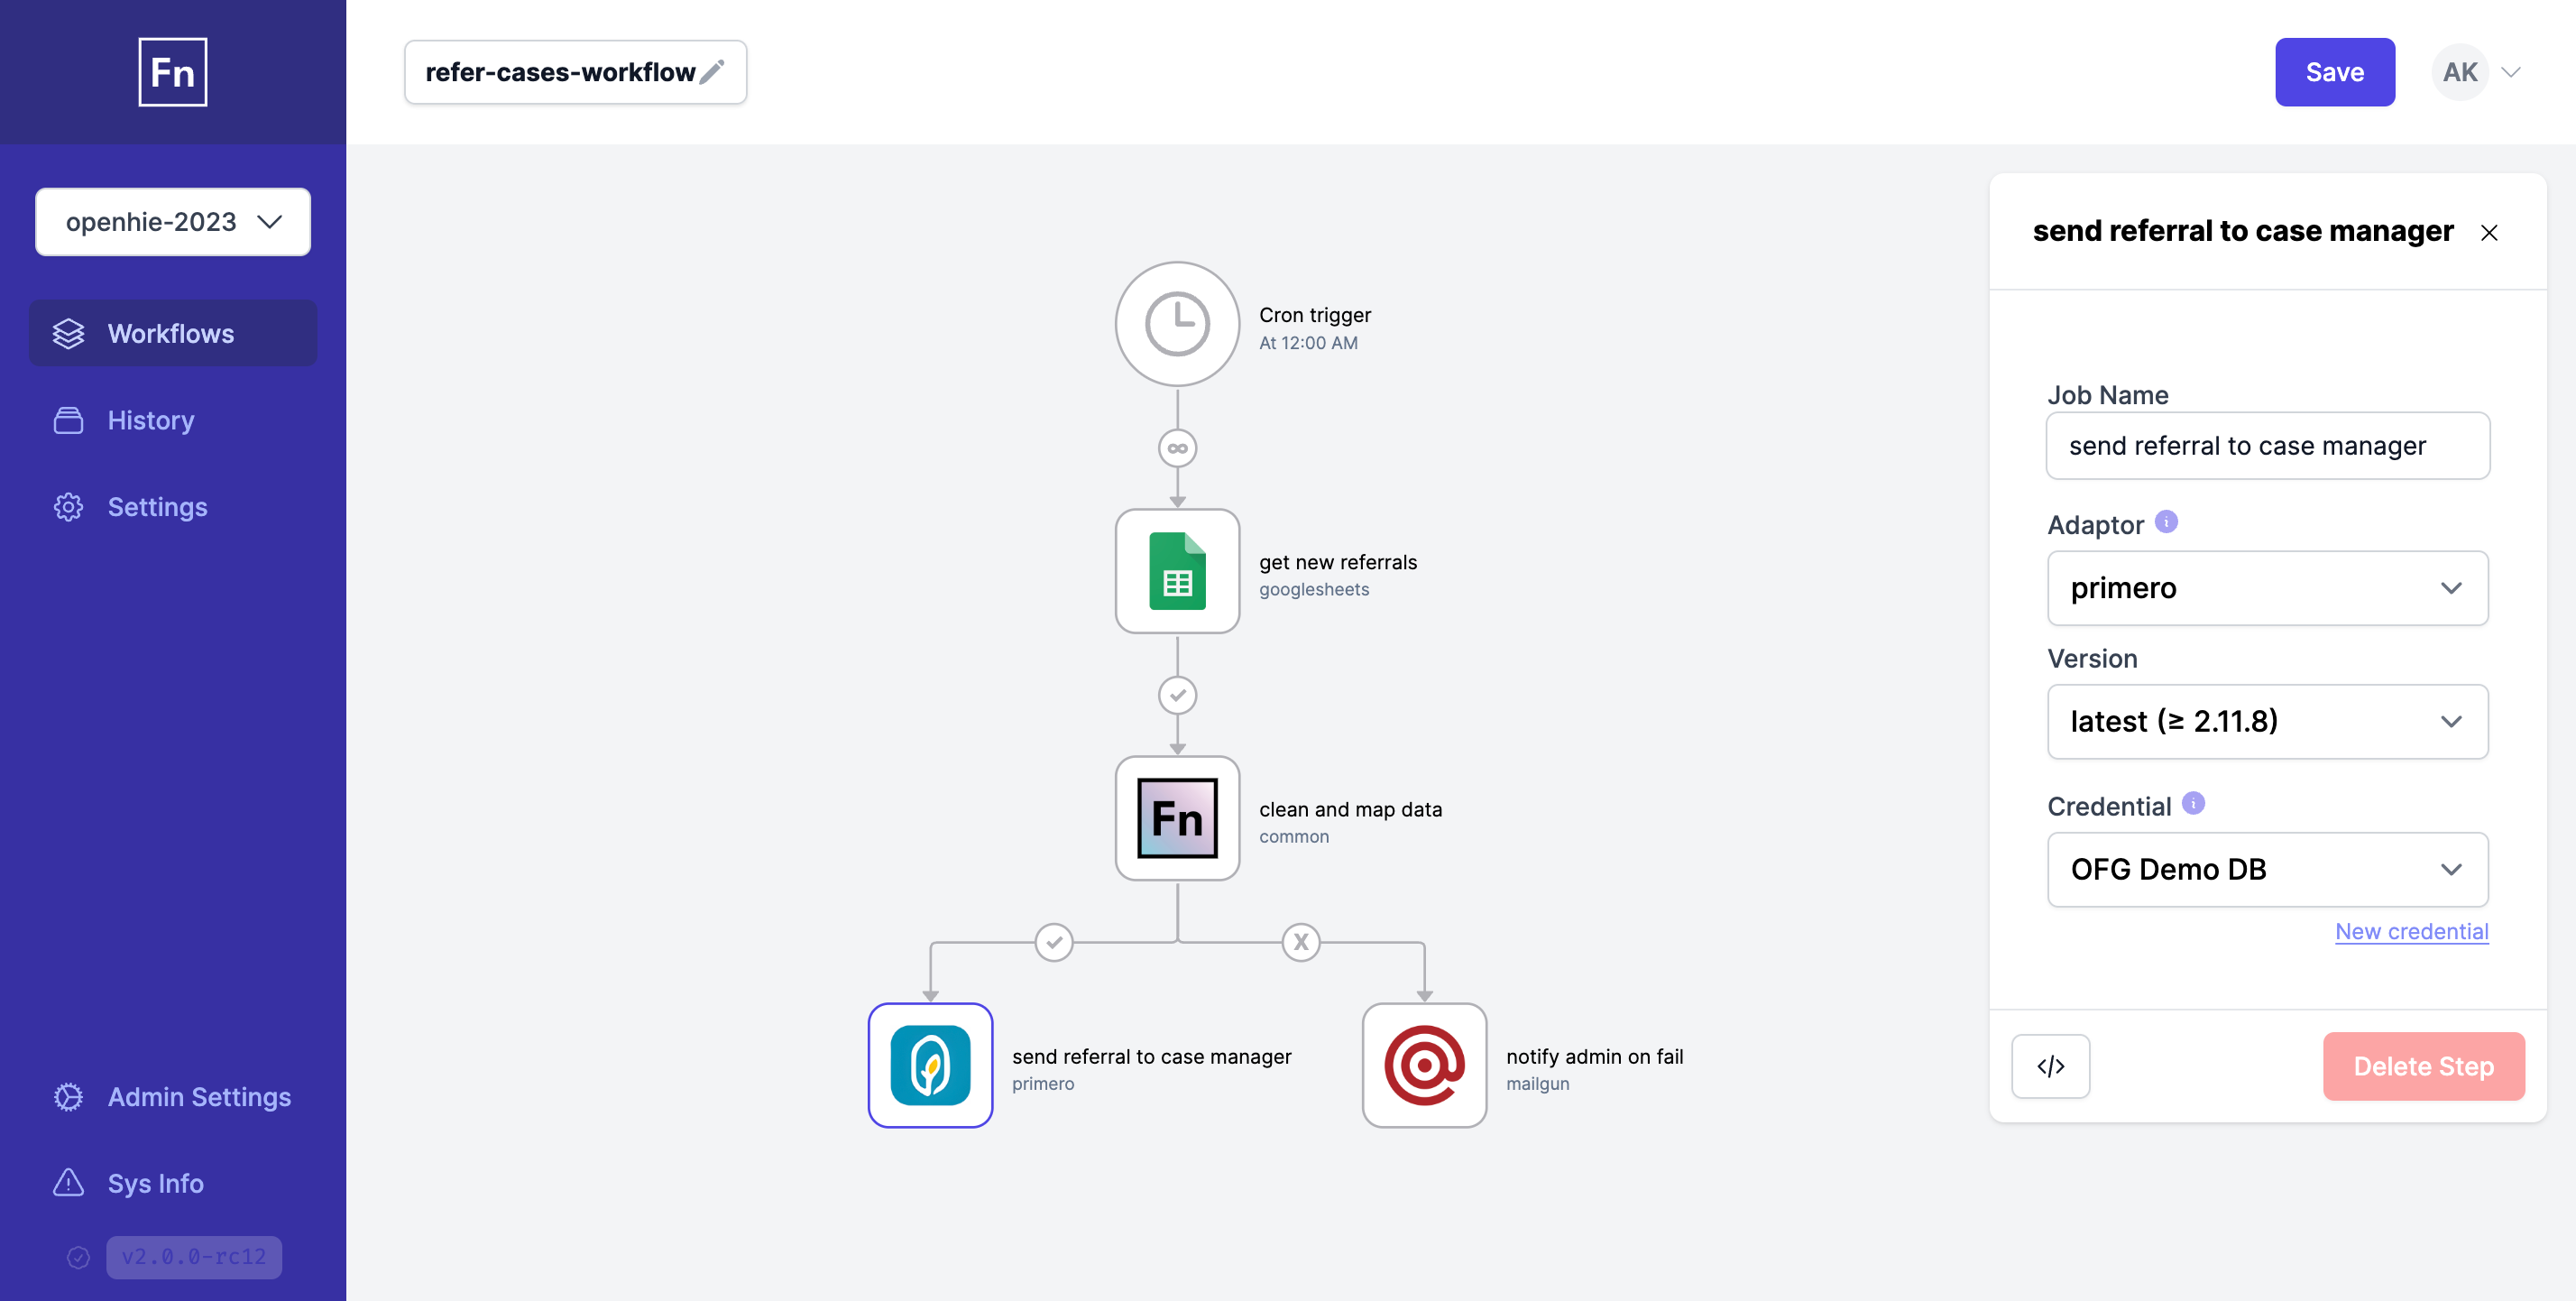 Fn
refer-cases-workflow
Save
AK
openhie-2023
Workflows
History
Settings
Admin Settings
Sys Info
v2.0.0-rc12
Cron trigger
At 12:00 AM
get new referrals
googlesheets
Fn
clean and map data
common
X
send referral to case manager
primero
notify admin on fail
mailgun
send referral to case manager
Job Name
send referral to case manager
Adaptor
primero
Version
latest (≥ 2.11.8)
Credential
OFG Demo DB
New credential
</>
Delete Step